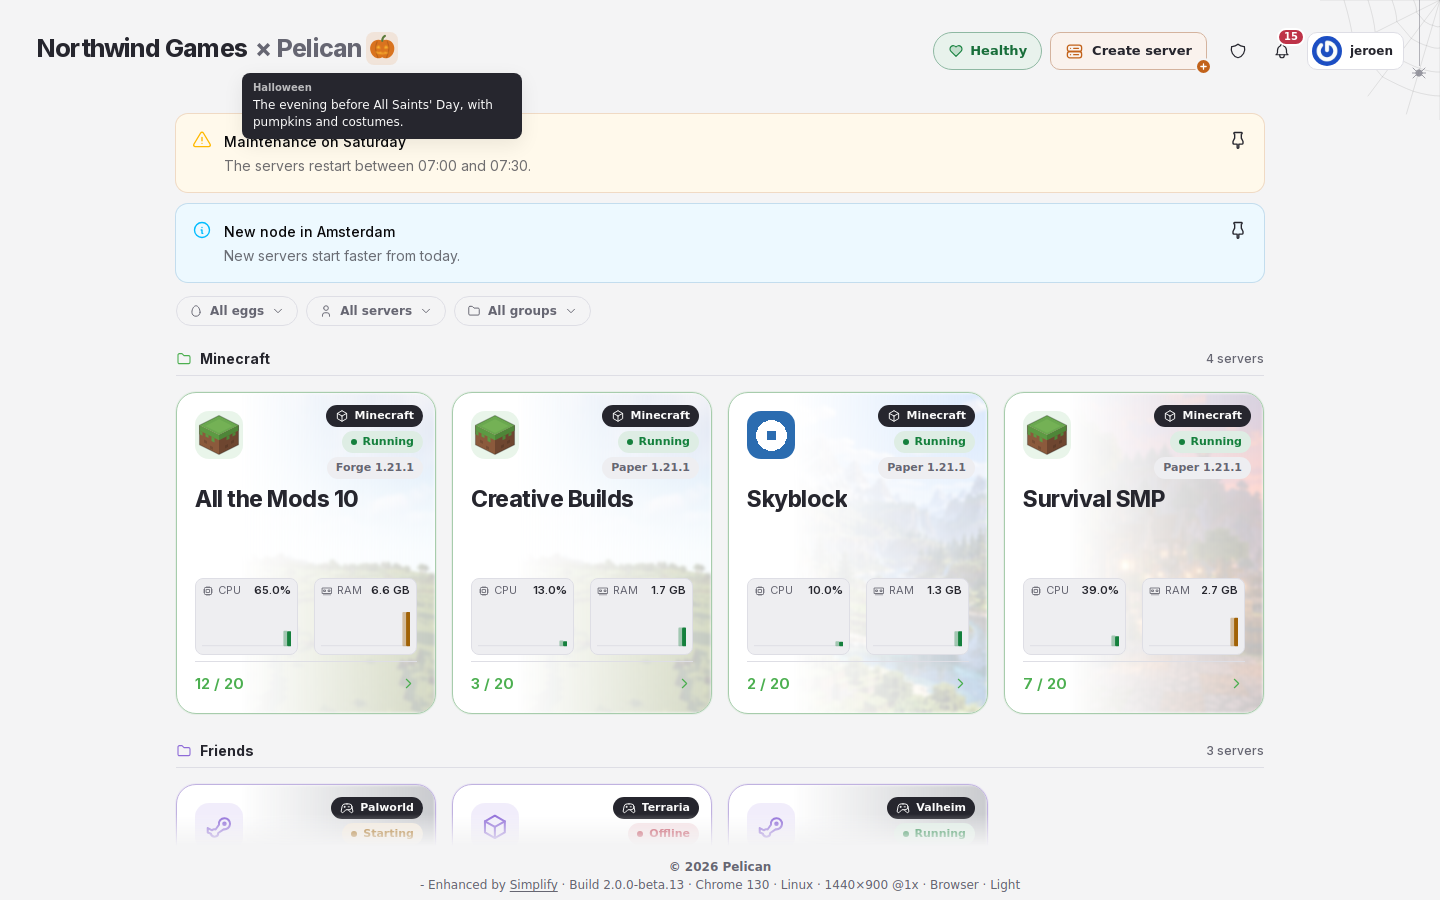 Northwind Games × Pelican
Healthy
Create server
15
jeroen
Halloween
The evening before All Saints' Day, with
pumpkins and costumes.
Maintenance on Saturday
The servers restart between 07:00 and 07:30.
New node in Amsterdam
New servers start faster from today.
All eggs
All servers
All groups
Minecraft
4 servers
Minecraft
Running
Forge 1.21.1
All the Mods 10
CPU 65.0%
RAM 6.6 GB
12 / 20
Minecraft
Running
Paper 1.21.1
Creative Builds
CPU 13.0%
RAM 1.7 GB
3 / 20
Minecraft
Running
Paper 1.21.1
Skyblock
CPU 10.0%
RAM 1.3 GB
2 / 20
Minecraft
Running
Paper 1.21.1
Survival SMP
CPU 39.0%
RAM 2.7 GB
7 / 20
Friends
3 servers
Palworld
Starting
Terraria
Offline
Valheim
Running
© 2026 Pelican
- Enhanced by Simplify · Build 2.0.0-beta.13 · Chrome 130 · Linux · 1440×900 @1x · Browser · Light